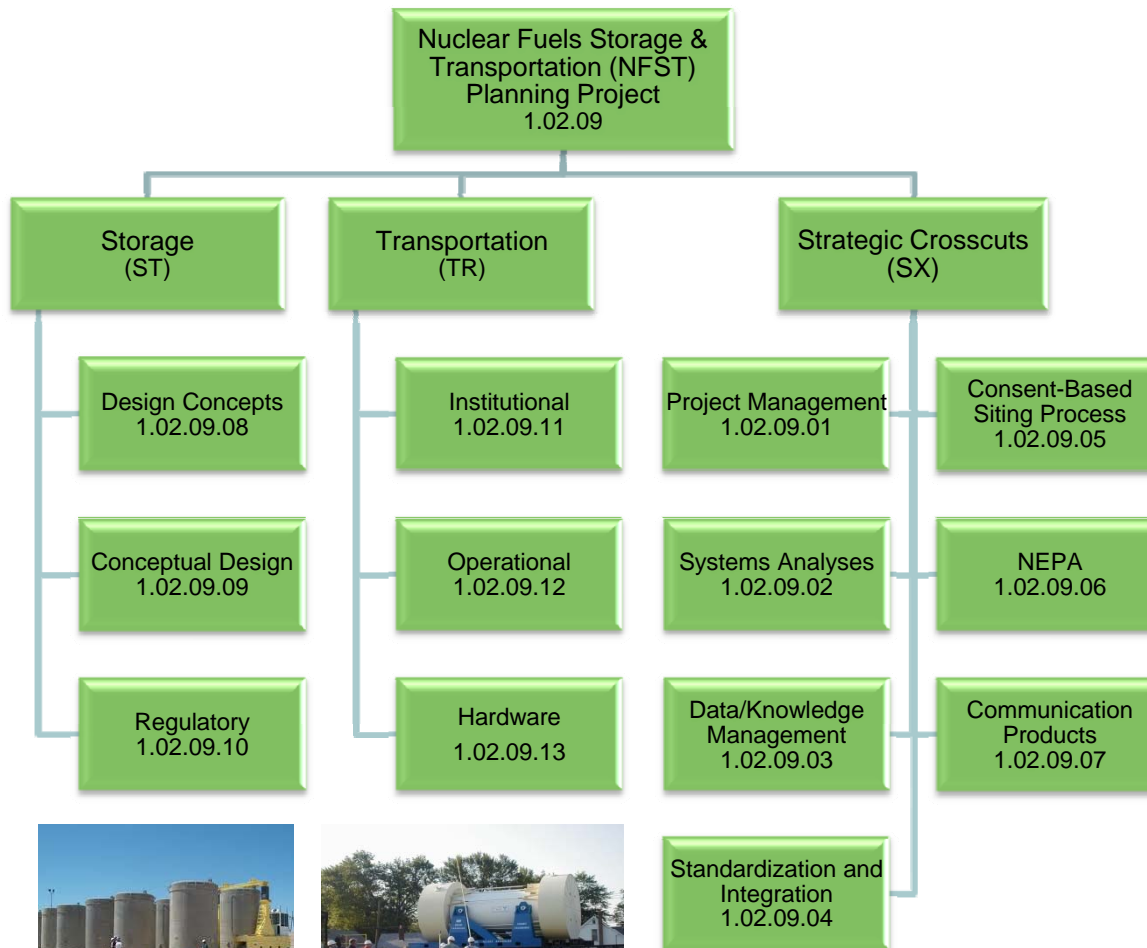 Nuclear Fuels Storage &
Transportation (NFST)
Planning Project
1.02.09
Storage
(ST)
Transportation
(TR)
Strategic Crosscuts
(SX)
Design Concepts
1.02.09.08
Institutional
1.02.09.11
Project Management
1.02.09.01
Consent-Based
Siting Process
1.02.09.05
Conceptual Design
1.02.09.09
Operational
1.02.09.12
Systems Analyses
1.02.09.02
NEPA
1.02.09.06
Regulatory
1.02.09.10
Hardware
1.02.09.13
Data/Knowledge
Management
1.02.09.03
Communication
Products
1.02.09.07
Standardization and
Integration
1.02.09.04